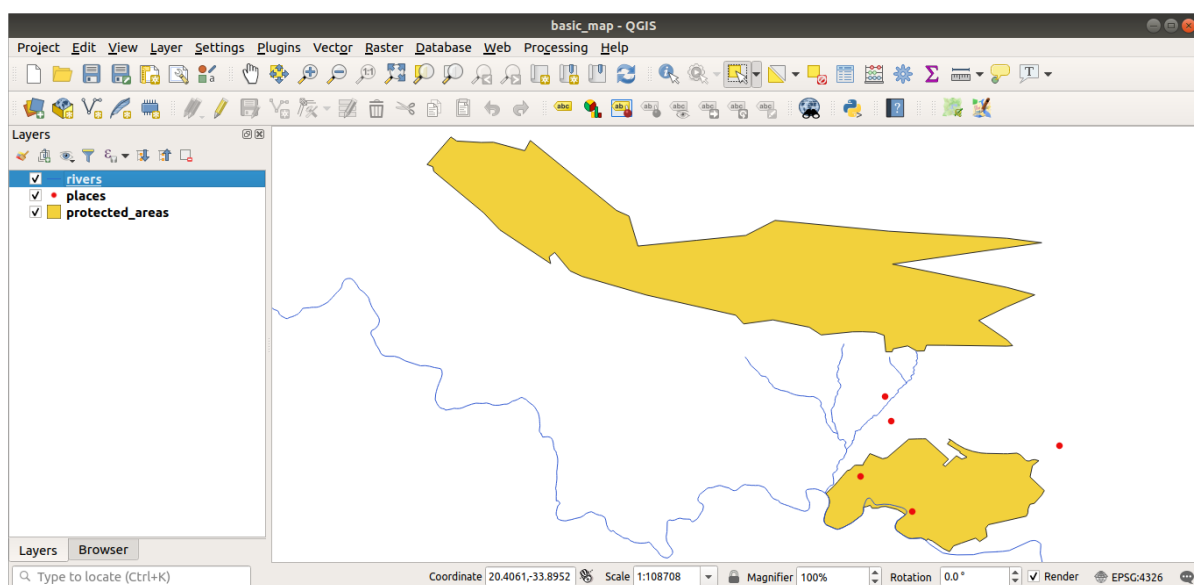 basic_map - QGIS
Project Edit View Layer Settings Plugins Vector Raster Database Web Processing Help
Layers
rivers
places
protected_areas
Layers Browser
Type to locate (Ctrl+K) Coordinate 20.4061,-33.8952 Scale 1:108708 Magnifier 100% Rotation 0.0 ° Render EPSG:4326